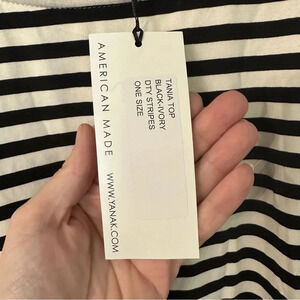 AMERICAN MADE WWW.YANAK.COM
TANIA TOP
BLACK-IVORY
DTY STRIPES
ONE SIZE